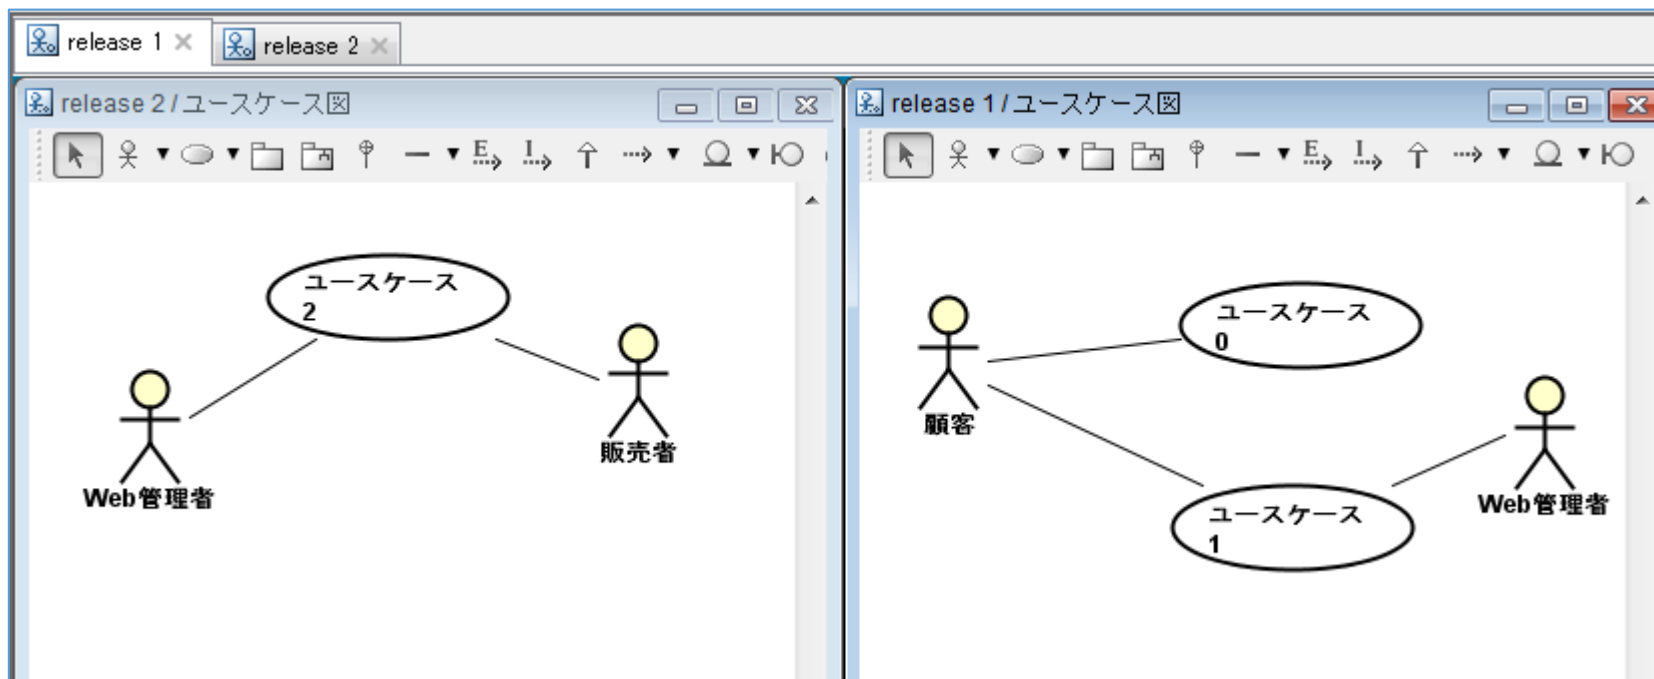 release 1
release 2
release 2 / ユースケース図
E
I
ユースケース
2
販売者
Web管理者
release 1 / ユースケース図
E
I
ユースケース
0
顧客
Web管理者
ユースケース
1